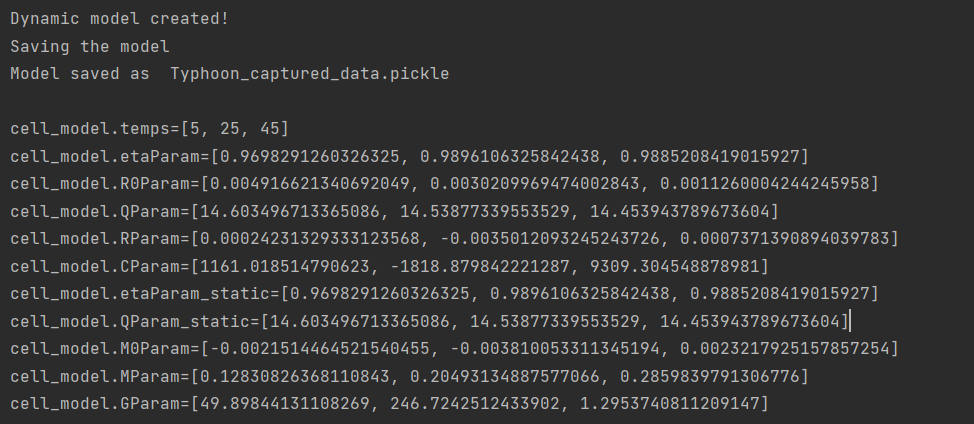 Dynamic model created!
Saving the model
Model saved as  Typhoon_captured_data.pickle
cell_model.temps=[5, 25, 45]
cell_model.etaParam=[0.9698291260326325, 0.9896106325842438, 0.9885208419015927]
cell_model.R0Param=[0.004916621340692049, 0.0030209969474002843, 0.0011260004244245958]
cell_model.QParam=[14.603496713365086, 14.53877339553529, 14.453943789673604]
cell_model.RParam=[0.00024231329333123568, -0.0035012093245243726, 0.0007371390894039783]
cell_model.CParam=[1161.018514790623, -1818.879842221287, 9309.304548878981]
cell_model.etaParam_static=[0.9698291260326325, 0.9896106325842438, 0.9885208419015927]
cell_model.QParam_static=[14.603496713365086, 14.53877339553529, 14.453943789673604]
cell_model.M0Param=[-0.0021514464521540455, -0.003810053311345194, 0.0023217925157857254]
cell_model.MParam=[0.12830826368110843, 0.20493134887577066, 0.2859839791306776]
cell_model.GParam=[49.89844131108269, 246.7242512433902, 1.2953740811209147]